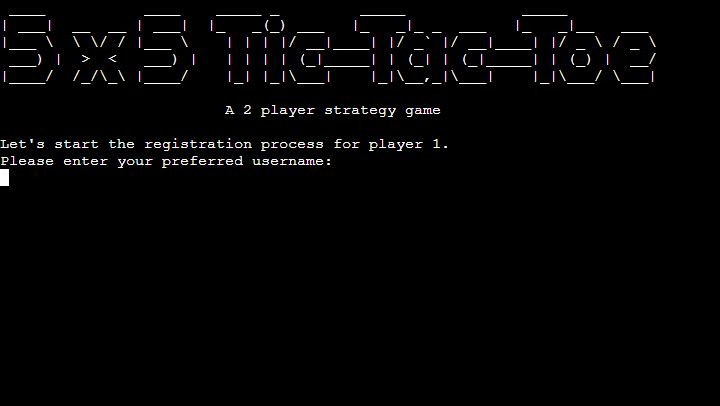 5x5 Tic-Tac-Toe
A 2 player strategy game
Let's start the registration process for player 1.
Please enter your preferred username: